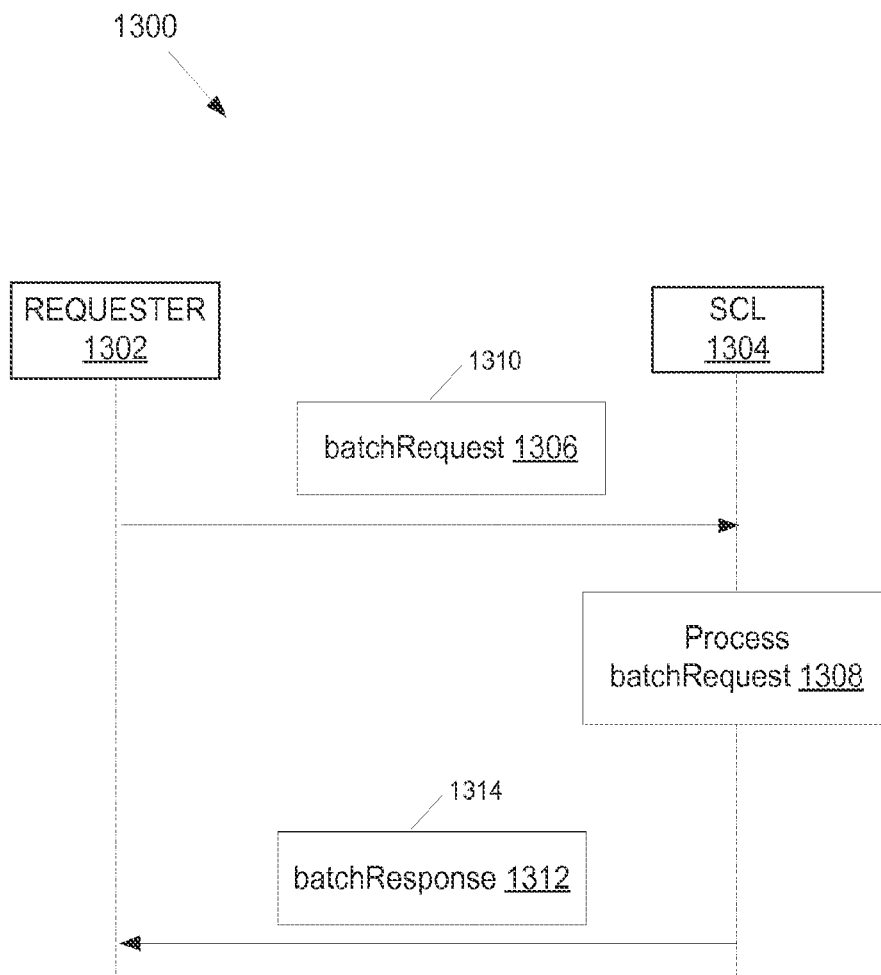 1300
REQUESTER
1302
SCL
1304
1310
batchRequest 1306
Process
batchRequest 1308
1314
batchResponse 1312